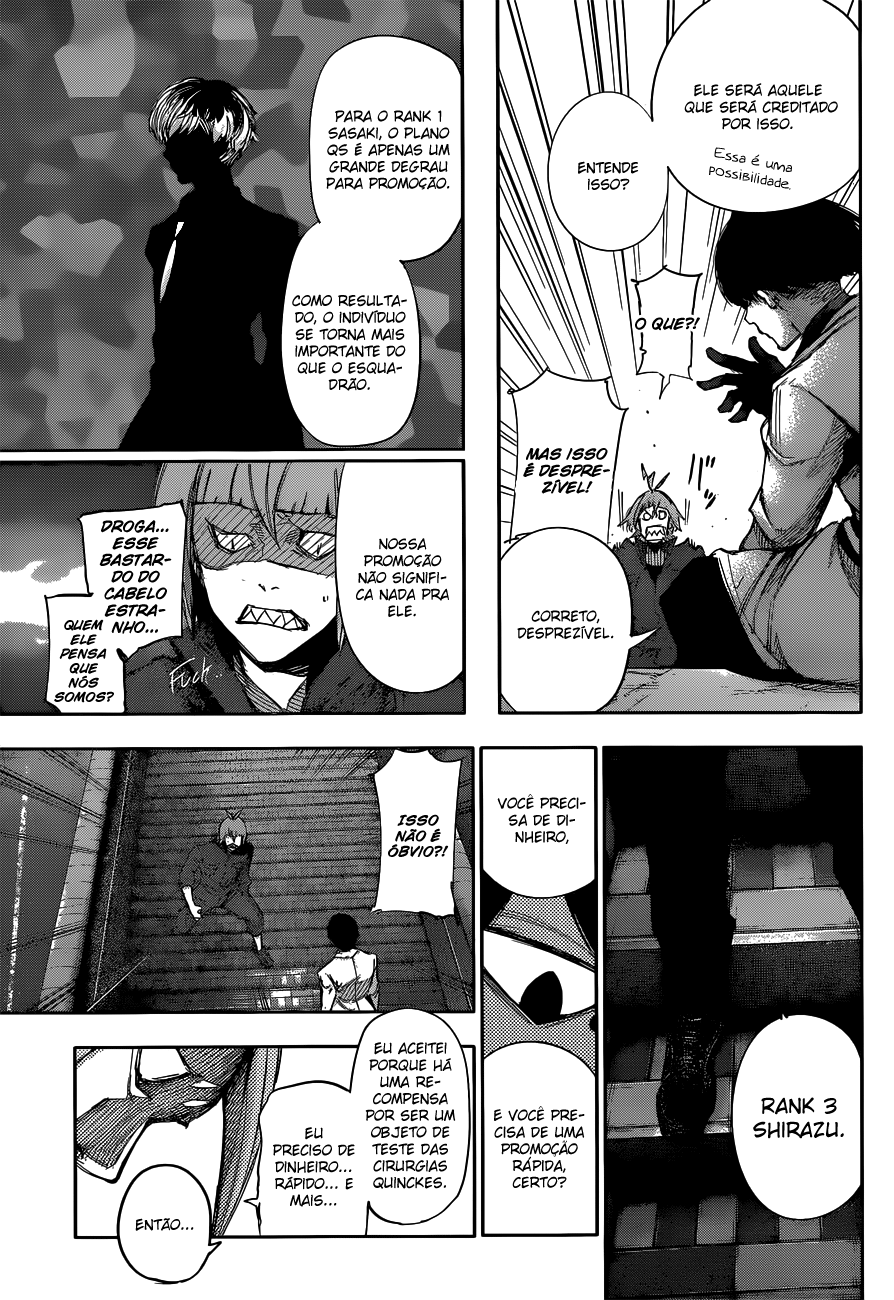 ELE SERÁ AQUELE
QUE SERÁ CREDITADO
POR ISSO.
Essa é uma
possibilidade.
ENTENDE
ISSO?
O QUE?!
MAS ISSO
É DESPRE-
ZÍVEL!
CORRETO,
DESPREZÍVEL.
PARA O RANK 1
SASAKI, O PLANO
QS É APENAS UM
GRANDE DEGRAU
PARA PROMOÇÃO.
COMO RESULTA-
DO, O INDIVÍDUO
SE TORNA MAIS
IMPORTANTE DO
QUE O ESQUA-
DRÃO.
NOSSA
PROMOÇÃO
NÃO SIGNIFICA
NADA PRA
ELE.
DROGA...
ESSE
BASTAR-
DO DO
CABELO
ESTRA-
NHO...
QUEM
ELE
PENSA
QUE
NÓS
SOMOS?
Fuck..
RANK 3
SHIRAZU.
VOCÊ PRECI-
SA DE DI-
NHEIRO,
E VOCÊ PRE-
CISA DE UMA
PROMOÇÃO
RÁPIDA,
CERTO?
ISSO
NÃO É
ÓBVIO?!
EU ACEITEI
PORQUE HÁ
UMA RE-
COMPENSA
POR SER UM
OBJETO DE
TESTE DAS
CIRURGIAS
QUINCKES.
EU
PRECISO DE
DINHEIRO...
RÁPIDO... E
MAIS...
ENTÃO...